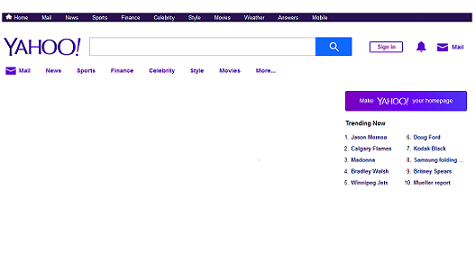 Home Mail News Sports Finance Celebrity Style Movies Weather Answers Mobile
YAHOO! Sign in Mail
Mail News Sports Finance Celebrity Style Movies More...
Make YAHOO! your homepage
Trending Now
1. Jason Momoa 6. Doug Ford
2. Calgary Flames 7. Kodak Black
3. Madonna 8. Samsung folding ...
4. Bradley Walsh 9. Britney Spears
5. Winnipeg Jets 10. Mueller report